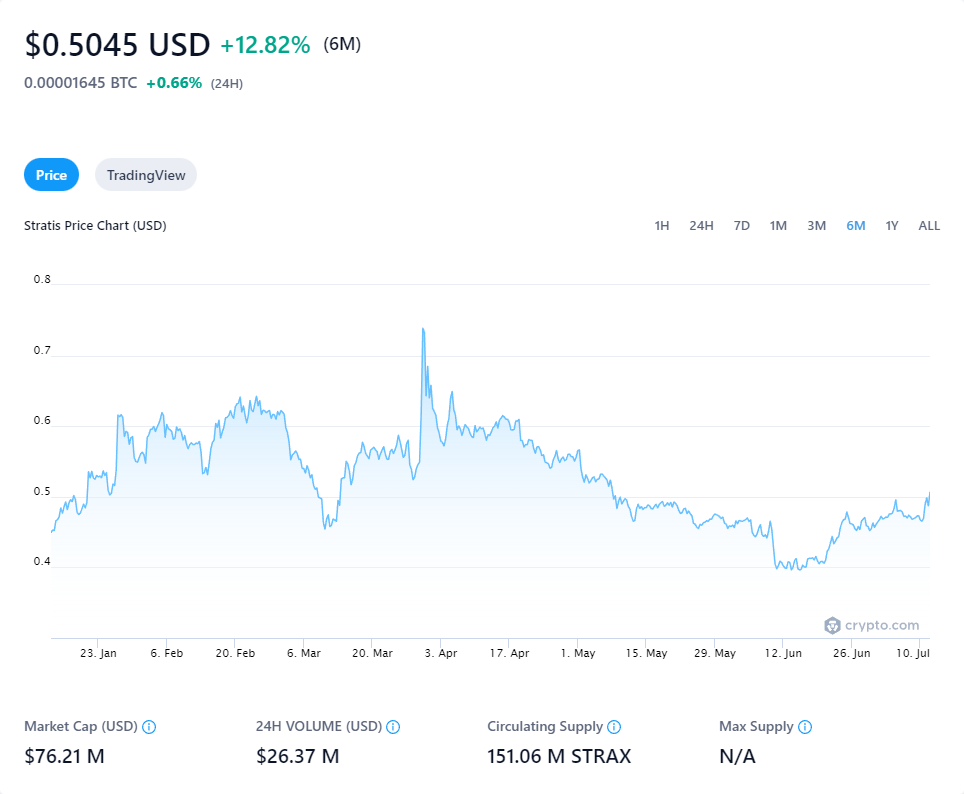 $0.5045 USD +12.82% (6M)
0.00001645 BTC +0.66% (24H)
Price TradingView
Stratis Price Chart (USD)
1H 24H 7D 1M 3M 6M 1Y ALL
0.8
0.7
0.6
0.5
0.4
crypto.com
23. Jan 6. Feb 20. Feb 6. Mar 20. Mar 3. Apr 17. Apr 1. May 15. May 29. May 12. Jun 26. Jun 10. Jul
Market Cap (USD) 24H VOLUME (USD) Circulating Supply Max Supply
$76.21 M $26.37 M 151.06 M STRAX N/A